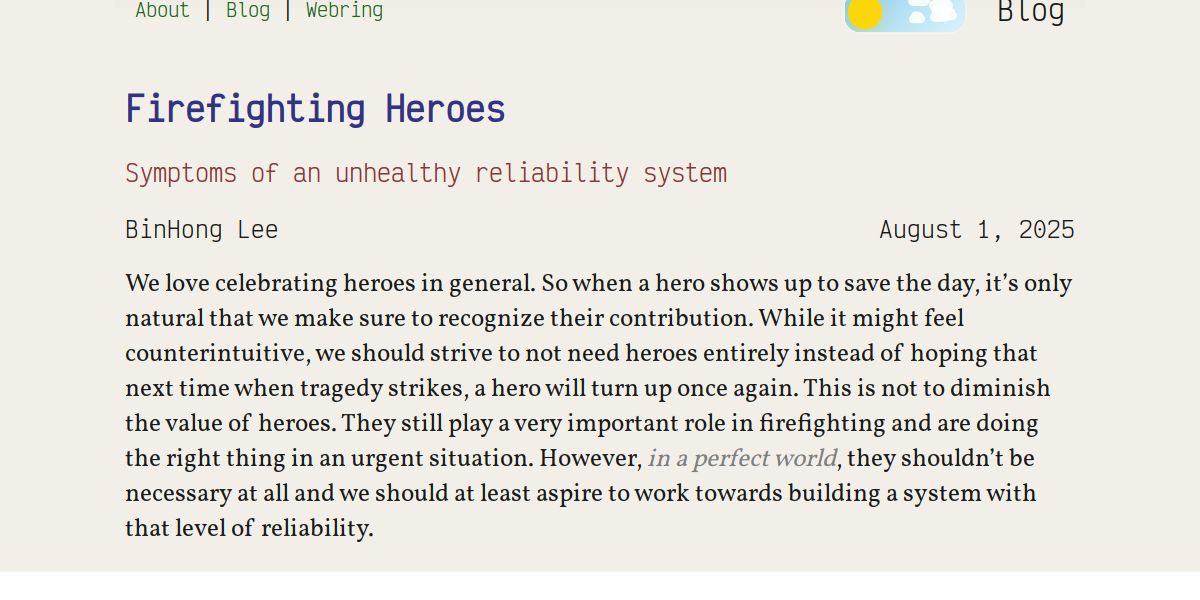 About | Blog | Webring
Blog
Firefighting Heroes
Symptoms of an unhealthy reliability system
BinHong Lee
August 1, 2025
We love celebrating heroes in general. So when a hero shows up to save the day, it’s only
natural that we make sure to recognize their contribution. While it might feel
counterintuitive, we should strive to not need heroes entirely instead of hoping that
next time when tragedy strikes, a hero will turn up once again. This is not to diminish
the value of heroes. They still play a very important role in firefighting and are doing
the right thing in an urgent situation. However, in a perfect world, they shouldn’t be
necessary at all and we should at least aspire to work towards building a system with
that level of reliability.